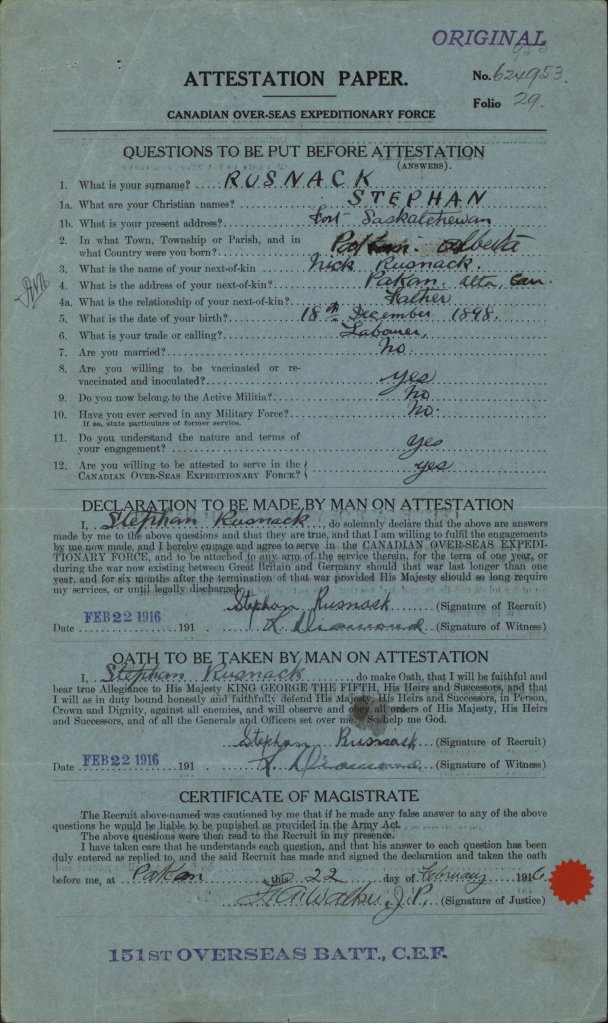 ORIGINAL
953
ATTESTATION PAPER.
No. 624953.
Folio 29.
CANADIAN OVER-SEAS EXPEDITIONARY FORCE
QUESTIONS TO BE PUT BEFORE ATTESTATION
(ANSWERS).
1. What is your surname? RUSNACK
1a. What are your Christian names? STEPHAN
1b. What is your present address? Fort Saskatchewan
2. In what Town, Township or Parish, and in
what Country were you born? Pakan Alberta
3. What is the name of your next-of-kin Nick Rusnack.
4. What is the address of your next-of-kin? Pakan. Alta, Can.
4a. What is the relationship of your next-of-kin? Father
5. What is the date of your birth? 18th December 1898.
6. What is your trade or calling? Labourer,
7. Are you married? No.
8. Are you willing to be vaccinated or re-
vaccinated and inoculated? yes
9. Do you now belong to the Active Militia? No
10. Have you ever served in any Military Force? No.
If so, state particulars of former service.
11. Do you understand the nature and terms of
your engagement? yes
12. Are you willing to be attested to serve in the
CANADIAN OVER-SEAS EXPEDITIONARY FORCE? yes
DECLARATION TO BE MADE BY MAN ON ATTESTATION
I, Stephan Rusnack, do solemnly declare that the above are answers
made by me to the above questions and that they are true, and that I am willing to fulfil the engagements
by me now made, and I hereby engage and agree to serve in the CANADIAN OVER-SEAS EXPEDI-
TIONARY FORCE, and to be attached to any arm of the service therein, for the term of one year, or
during the war now existing between Great Britain and Germany should that war last longer than one
year, and for six months after the termination of that war provided His Majesty should so long require
my services, or until legally discharged.
Stephan Rusnack (Signature of Recruit)
Date FEB 22 1916 191 L Diamond (Signature of Witness)
OATH TO BE TAKEN BY MAN ON ATTESTATION
I, Stephan Rusnack, do make Oath, that I will be faithful and
bear true Allegiance to His Majesty KING GEORGE THE FIFTH, His Heirs and Successors, and that
I will as in duty bound honestly and faithfully defend His Majesty, His Heirs and Successors, in Person,
Crown and Dignity, against all enemies, and will observe and obey all orders of His Majesty, His Heirs
and Successors, and of all the Generals and Officers set over me. So help me God.
Stephan Rusnack (Signature of Recruit)
Date FEB 22 1916 191 L Diamond (Signature of Witness)
CERTIFICATE OF MAGISTRATE
The Recruit above-named was cautioned by me that if he made any false answer to any of the above
questions he would be liable to be punished as provided in the Army Act.
The above questions were then read to the Recruit in my presence.
I have taken care that he understands each question, and that his answer to each question has been
duly entered as replied to, and the said Recruit has made and signed the declaration and taken the oath
before me, at Pakan this 22 day of February 1916
F A Walker, J.P. (Signature of Justice)
151ST OVERSEAS BATT., C.E.F.